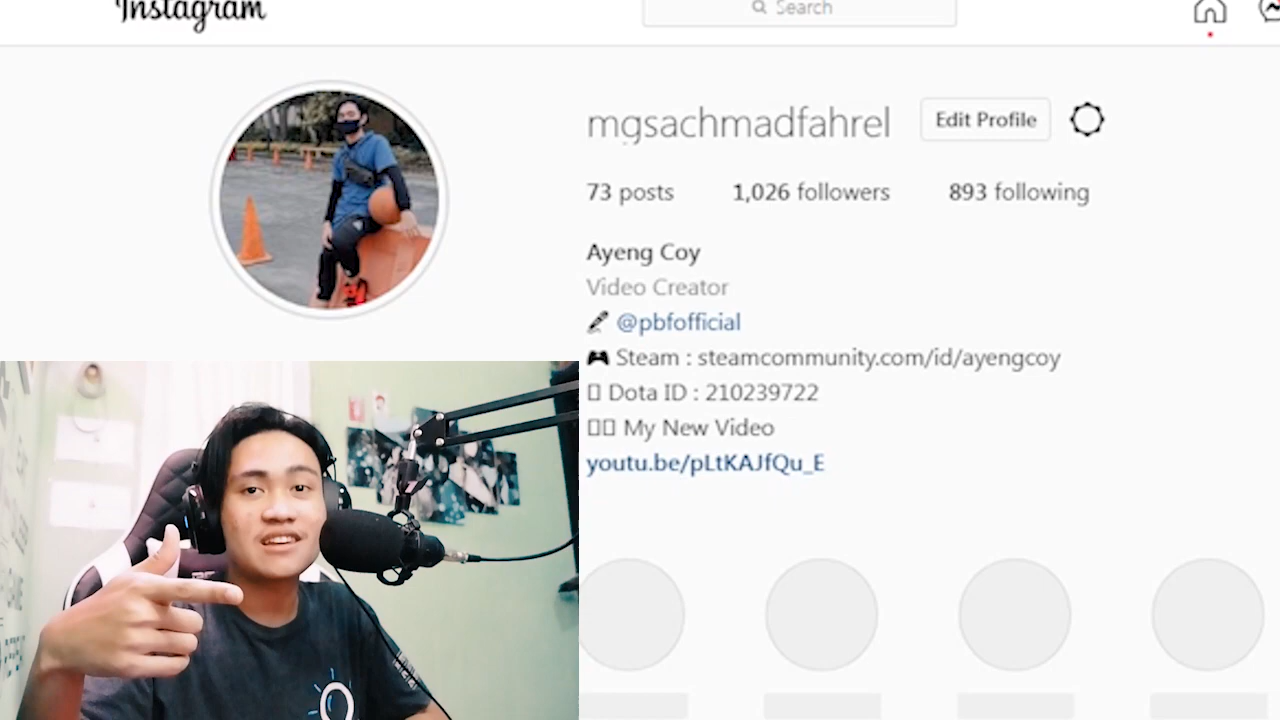 Instagram
Search
mgsachmadfahrel
Edit Profile
73 posts 1,026 followers 893 following
Ayeng Coy
Video Creator
@pbfofficial
Steam : steamcommunity.com/id/ayengcoy
Dota ID : 210239722
My New Video
youtu.be/pLtKAJfQu_E